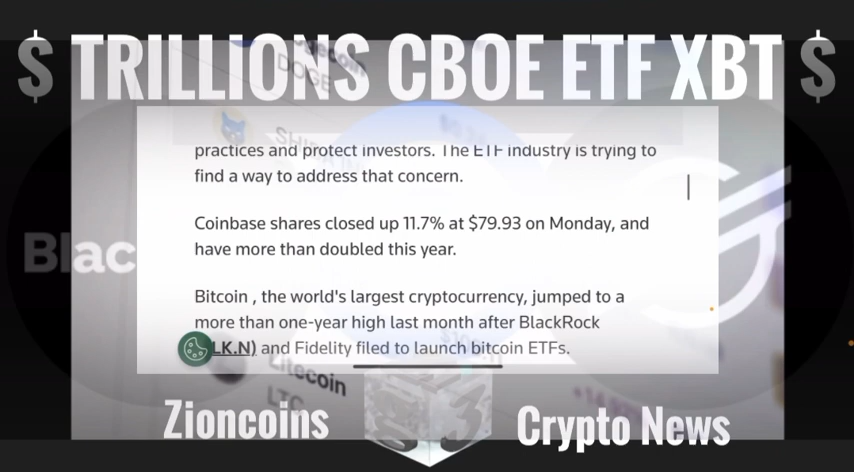 $ TRILLIONS CBOE ETF XBT $
DOGE
SHIBA IN
practices and protect investors. The ETF industry is trying to
find a way to address that concern.
Coinbase shares closed up 11.7% at $79.93 on Monday, and
have more than doubled this year.
Blac
Bitcoin , the world's largest cryptocurrency, jumped to a
more than one-year high last month after BlackRock
LK.N) and Fidelity filed to launch bitcoin ETFs.
Litecoin
LTC
Zioncoins
Crypto News